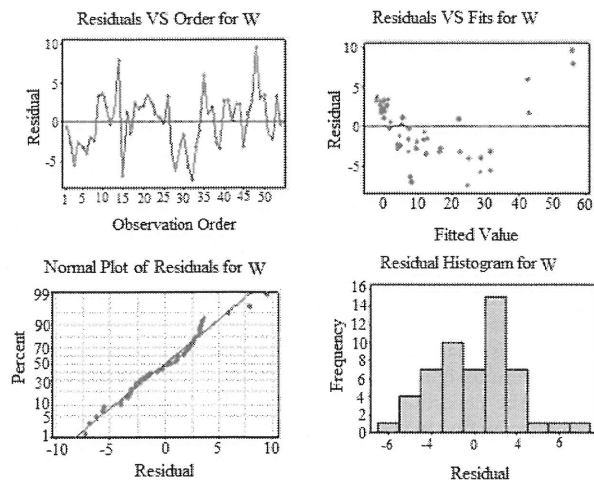 Residuals VS Order for W
10
5
0
-5
Residual
1 5 10 15 20 25 30 35 40 45 50
Observation Order
Residuals VS Fits for W
10
5
0
-5
Residual
0 10 20 30 40 50 60
Fitted Value
Normal Plot of Residuals for W
99
90
70
50
30
10
5
1
Percent
-10 -5 0 5 10
Residual
Residual Histogram for W
16
14
12
10
8
6
4
2
0
Frequency
-6 -4 0 4 6
Residual